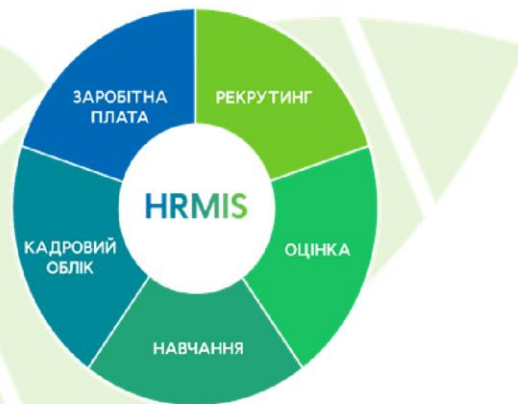 ЗАРОБІТНА
ПЛАТА
РЕКРУТИНГ
HRMIS
КАДРОВИЙ
ОБЛІК
ОЦІНКА
НАВЧАННЯ